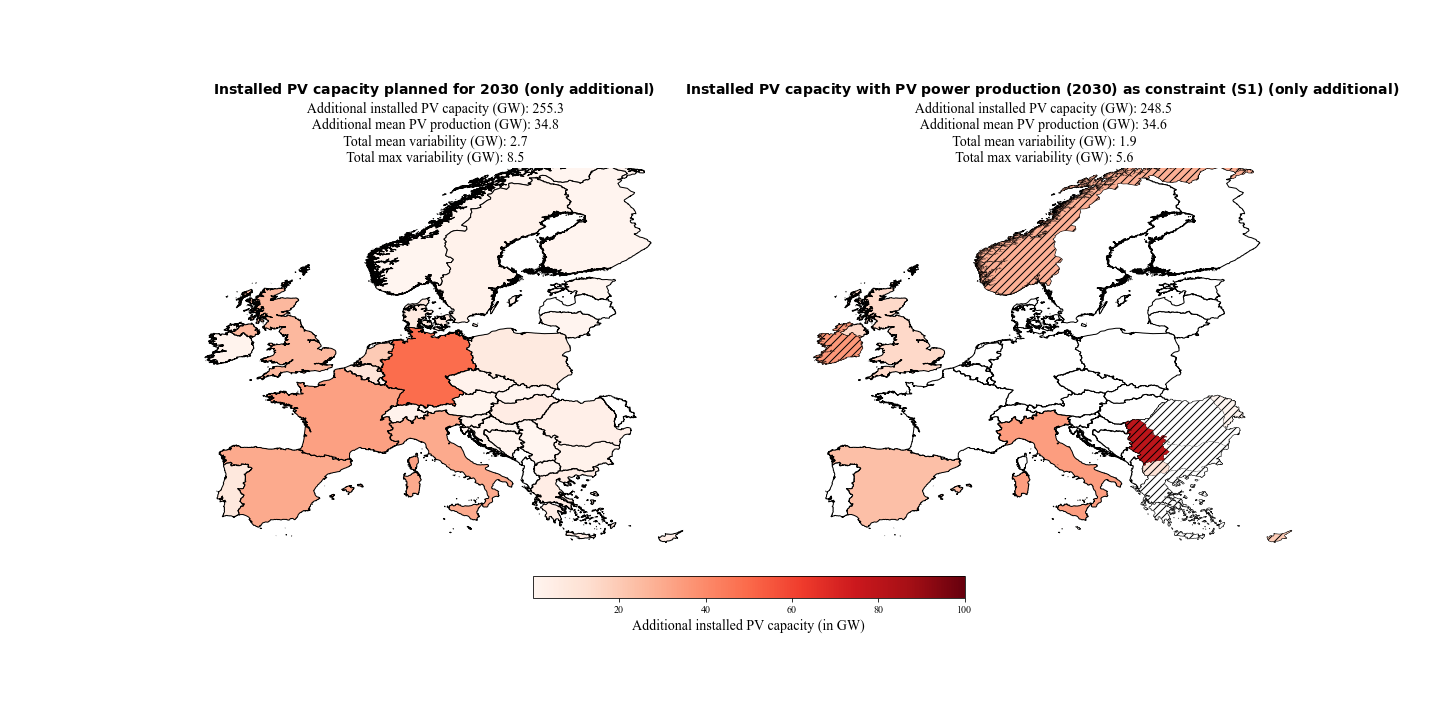 Installed PV capacity planned for 2030 (only additional)
Additional installed PV capacity (GW): 255.3
Additional mean PV production (GW): 34.8
Total mean variability (GW): 2.7
Total max variability (GW): 8.5
Installed PV capacity with PV power production (2030) as constraint (S1) (only additional)
Additional installed PV capacity (GW): 248.5
Additional mean PV production (GW): 34.6
Total mean variability (GW): 1.9
Total max variability (GW): 5.6
20 40 60 80 100
Additional installed PV capacity (in GW)